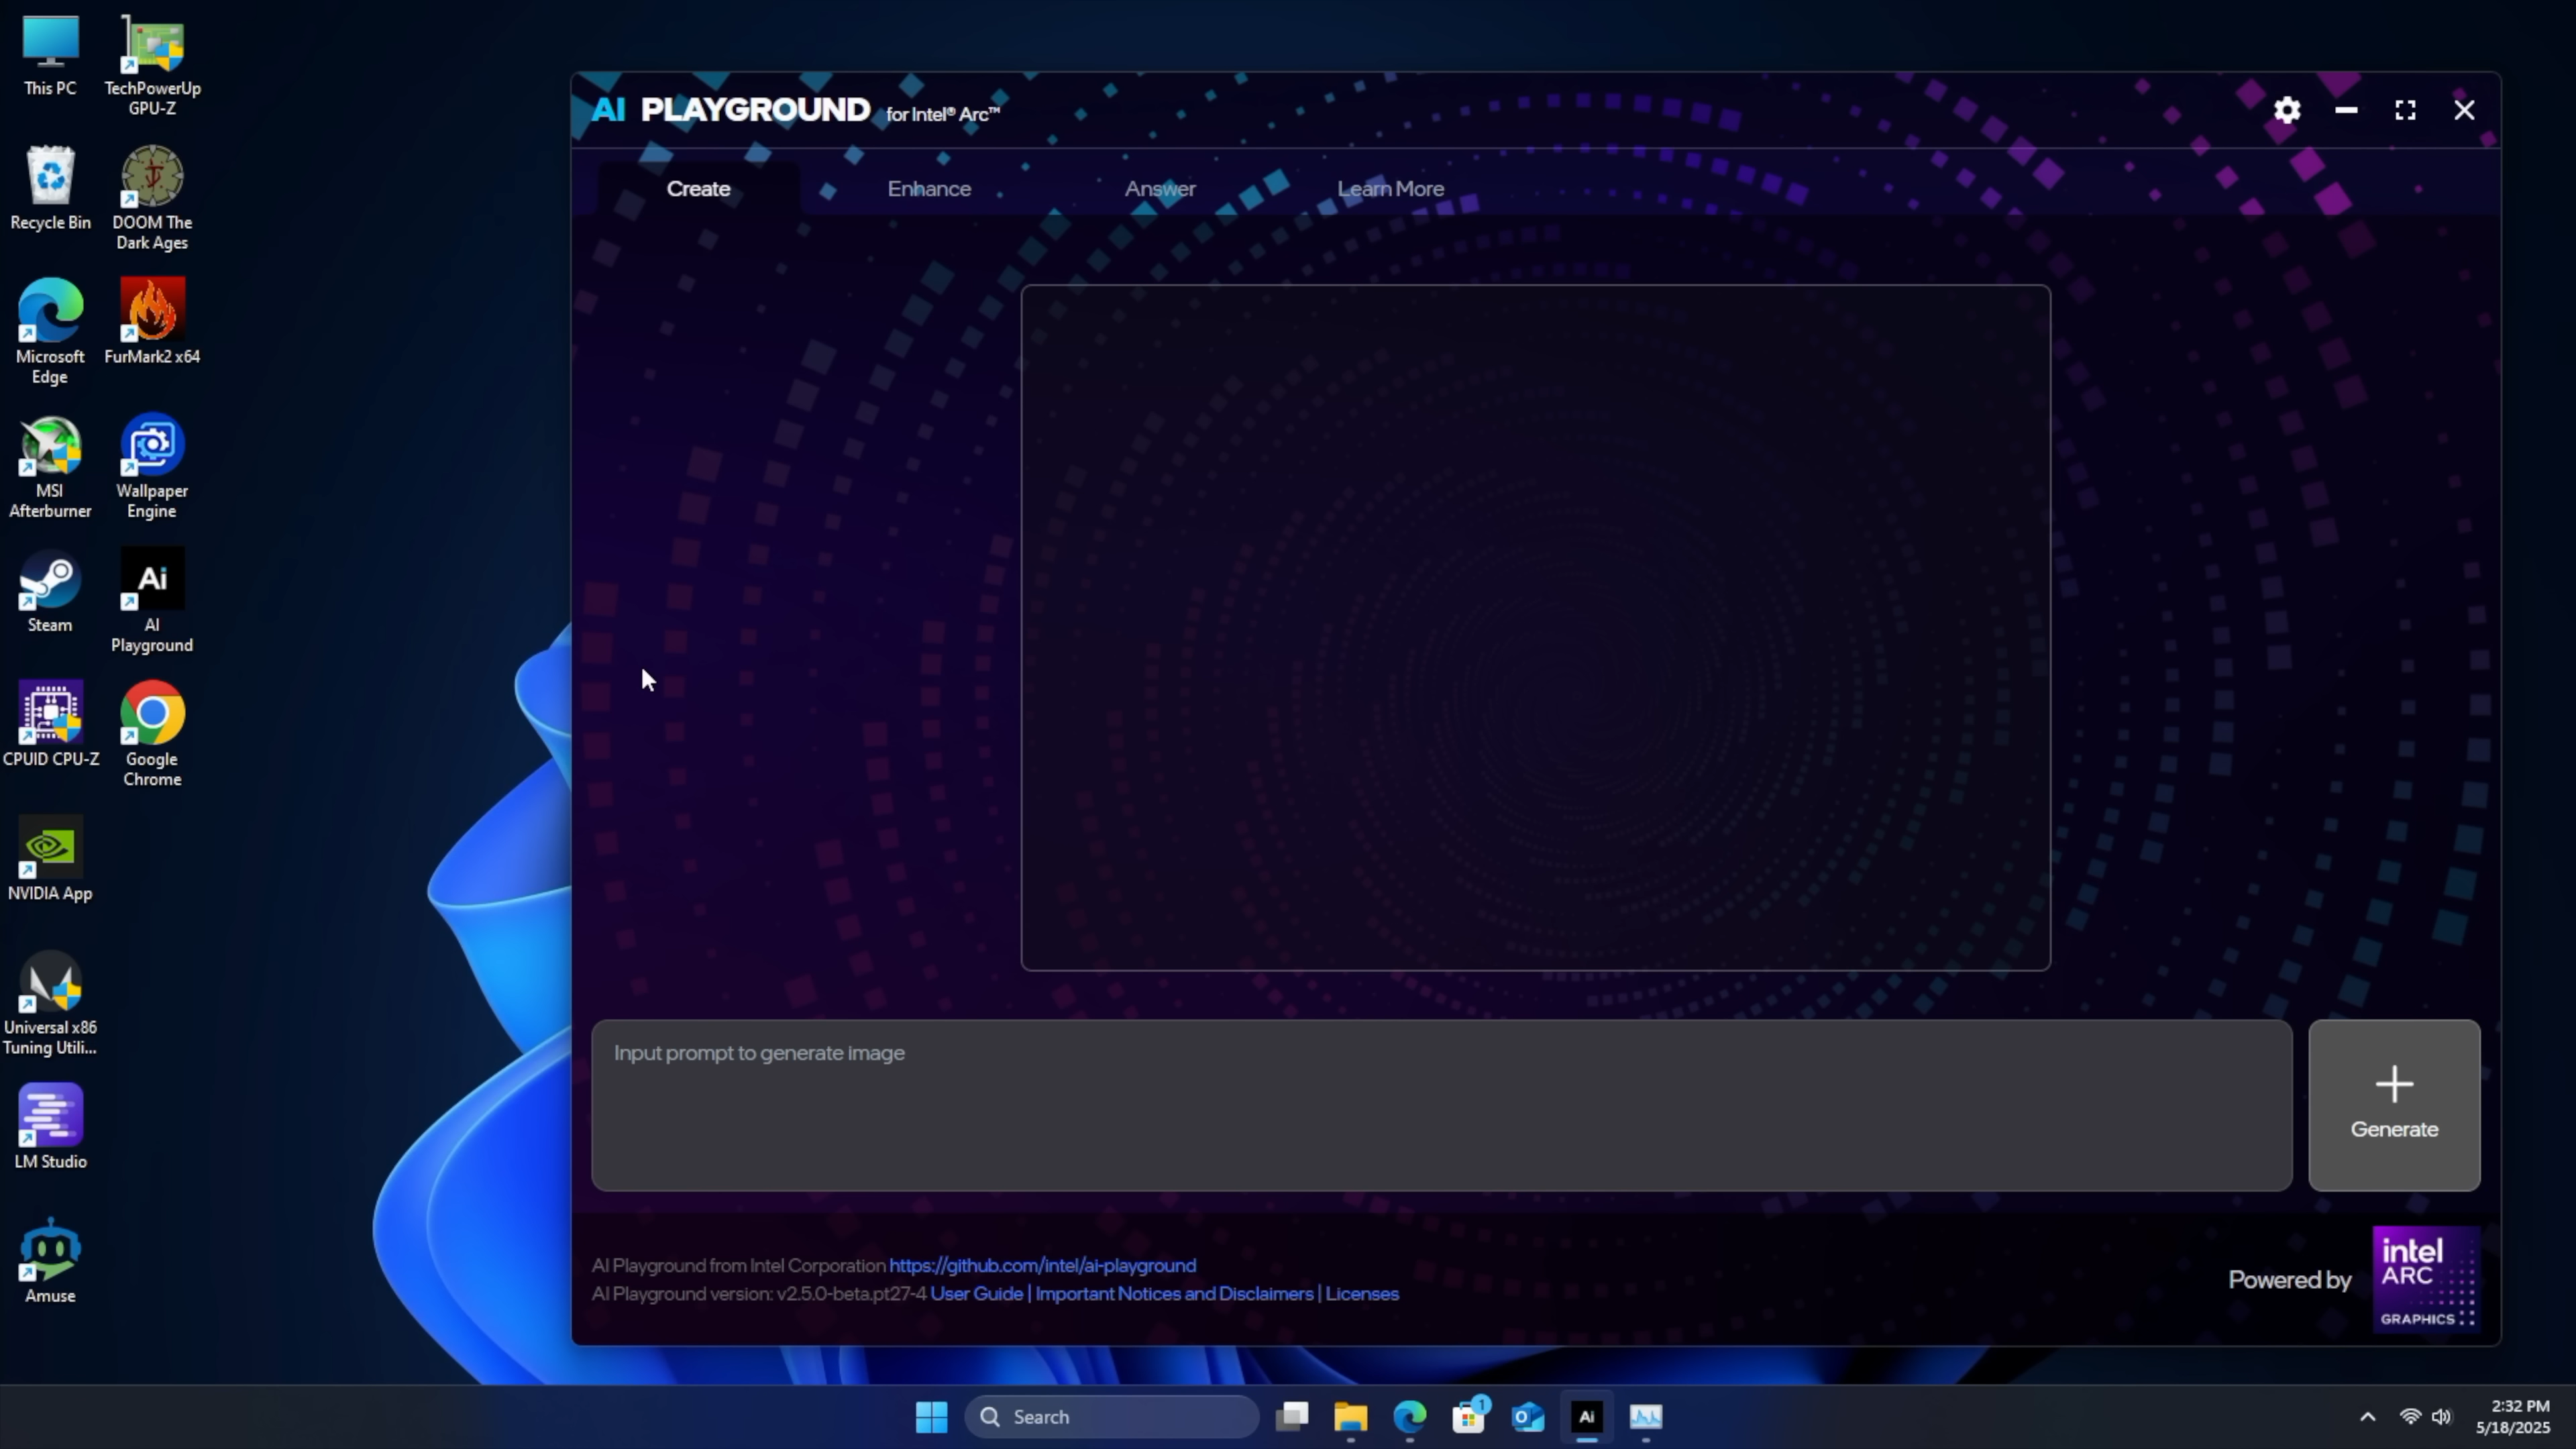 This PC
TechPowerUp
GPU-Z
Recycle Bin
DOOM The
Dark Ages
Microsoft
Edge
FurMark2 x64
MSI
Afterburner
Wallpaper
Engine
Steam
Ai
AI
Playground
CPUID CPU-Z
Google
Chrome
NVIDIA App
Universal x86
Tuning Utili...
LM Studio
Amuse
AI PLAYGROUND for Intel® Arc™
Create
Enhance
Answer
Learn More
Input prompt to generate image
Generate
AI Playground from Intel Corporation https://github.com/intel/ai-playground
AI Playground version: v2.5.0-beta.pt27-4 User Guide | Important Notices and Disclaimers | Licenses
Powered by
intel
ARC
GRAPHICS
Search
1
Ai
2:32 PM
5/18/2025